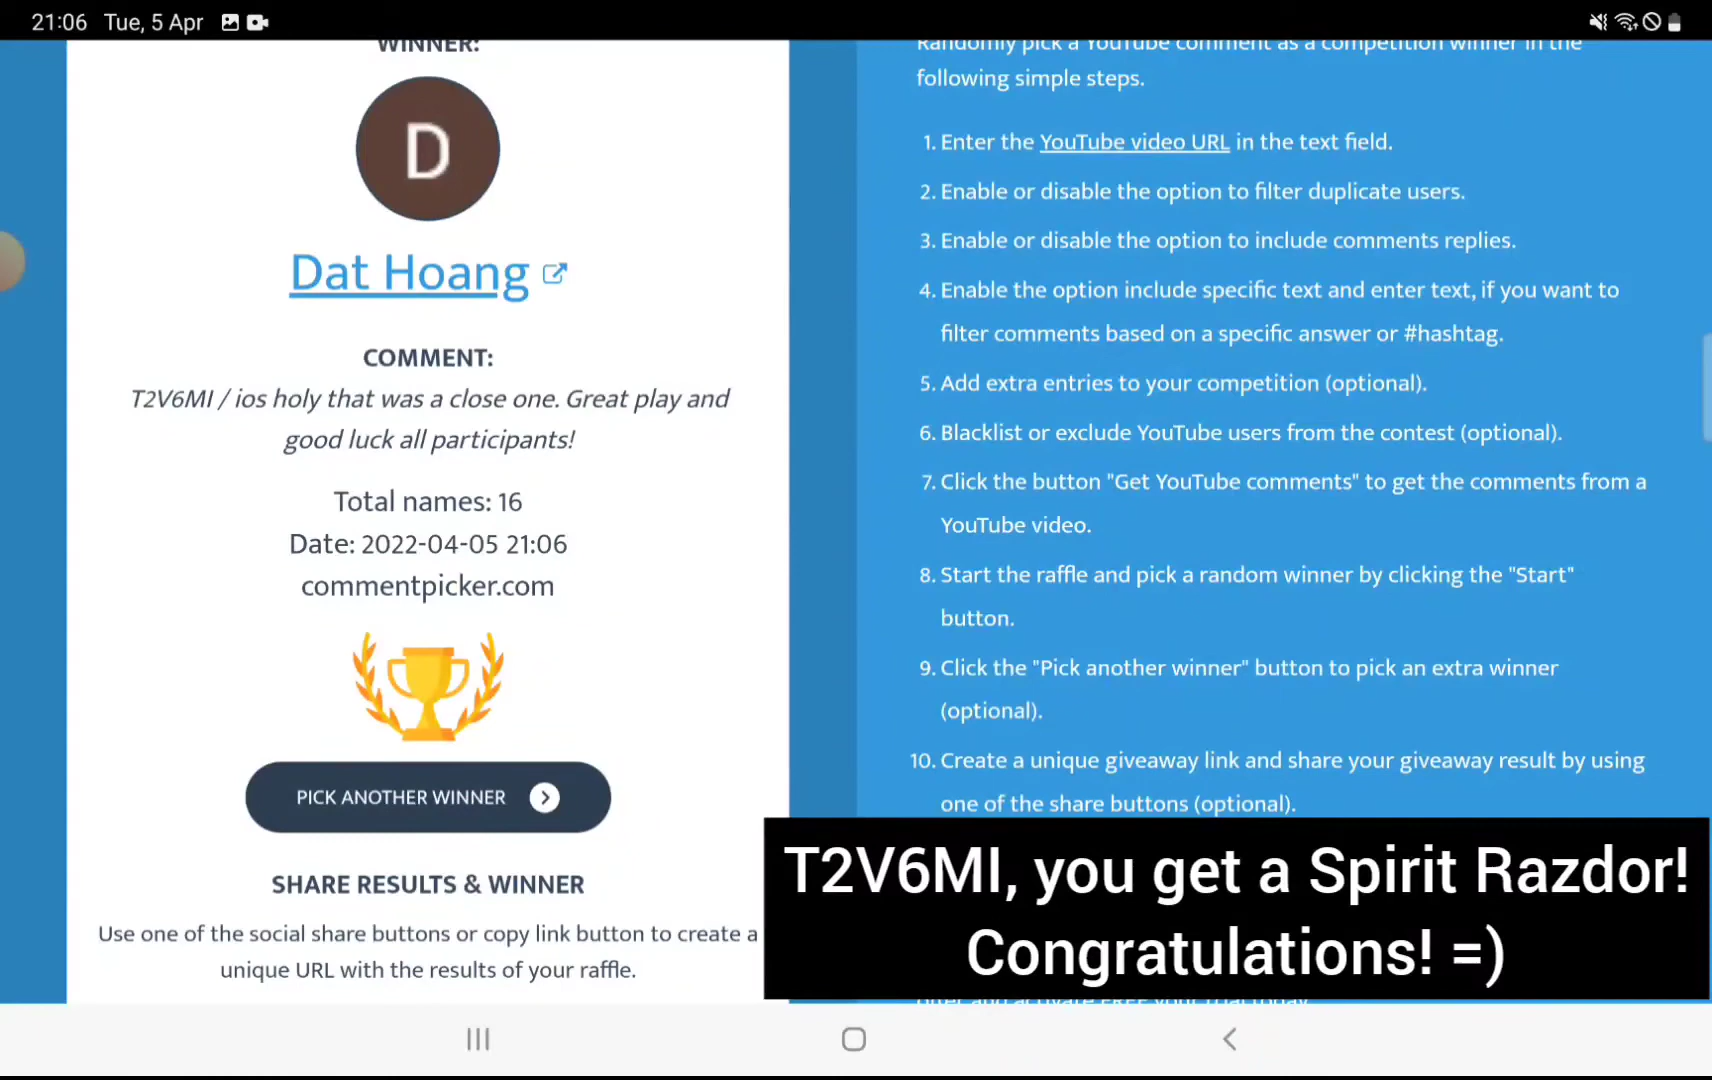 21:06 Tue, 5 Apr
WINNER:
D
Dat Hoang
COMMENT:
T2V6MI / ios holy that was a close one. Great play and
good luck all participants!
Total names: 16
Date: 2022-04-05 21:06
commentpicker.com
PICK ANOTHER WINNER
SHARE RESULTS & WINNER
Use one of the social share buttons or copy link button to create a
unique URL with the results of your raffle.
Randomly pick a YouTube comment as a competition winner in the
following simple steps.
1. Enter the YouTube video URL in the text field.
2. Enable or disable the option to filter duplicate users.
3. Enable or disable the option to include comments replies.
4. Enable the option include specific text and enter text, if you want to
filter comments based on a specific answer or #hashtag.
5. Add extra entries to your competition (optional).
6. Blacklist or exclude YouTube users from the contest (optional).
7. Click the button "Get YouTube comments" to get the comments from a
YouTube video.
8. Start the raffle and pick a random winner by clicking the "Start"
button.
9. Click the "Pick another winner" button to pick an extra winner
(optional).
10. Create a unique giveaway link and share your giveaway result by using
one of the share buttons (optional).
T2V6MI, you get a Spirit Razdor!
Congratulations! =)